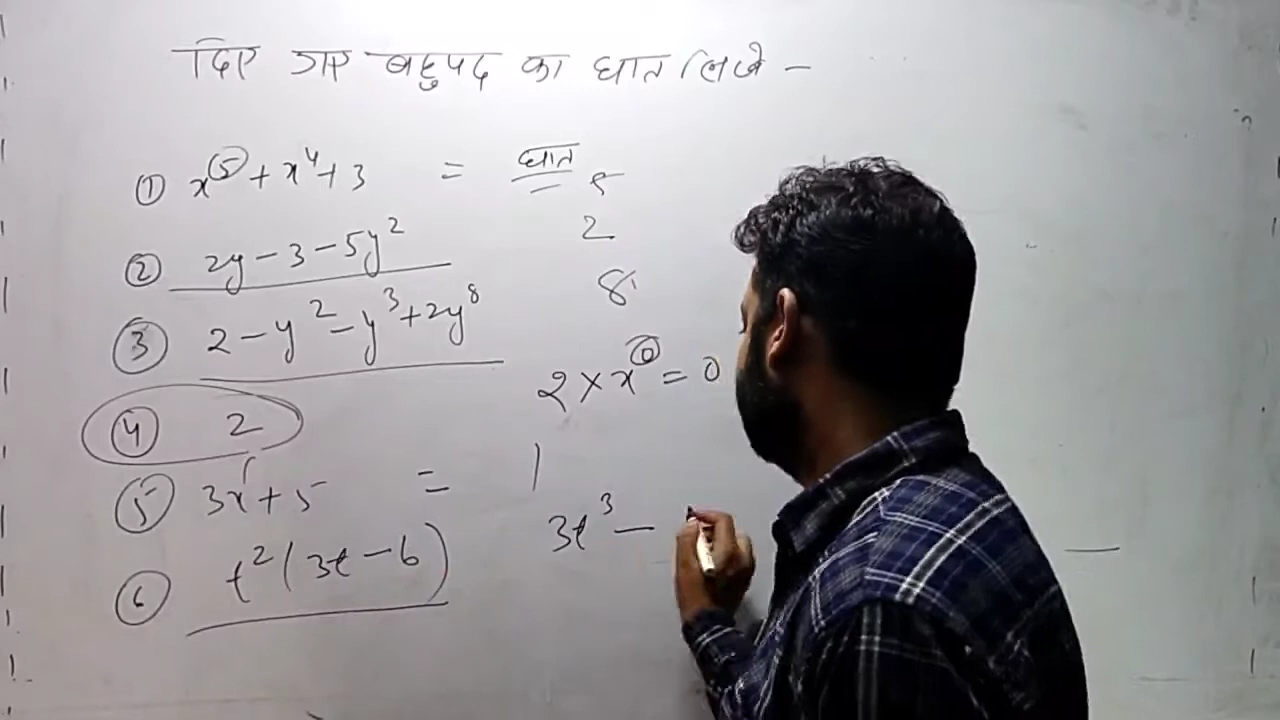 दिए गए बहुपद का घात लिखे -
① x⁵ + x⁴ + 3 = घात 5
② 2y - 3 - 5y² 2
③ 2 - y² - y³ + 2y⁸ 8
④ 2 2 × x⁰ = 0
⑤ 3x¹ + 5 = 1
⑥ t² (3t - 6) 3t³ -